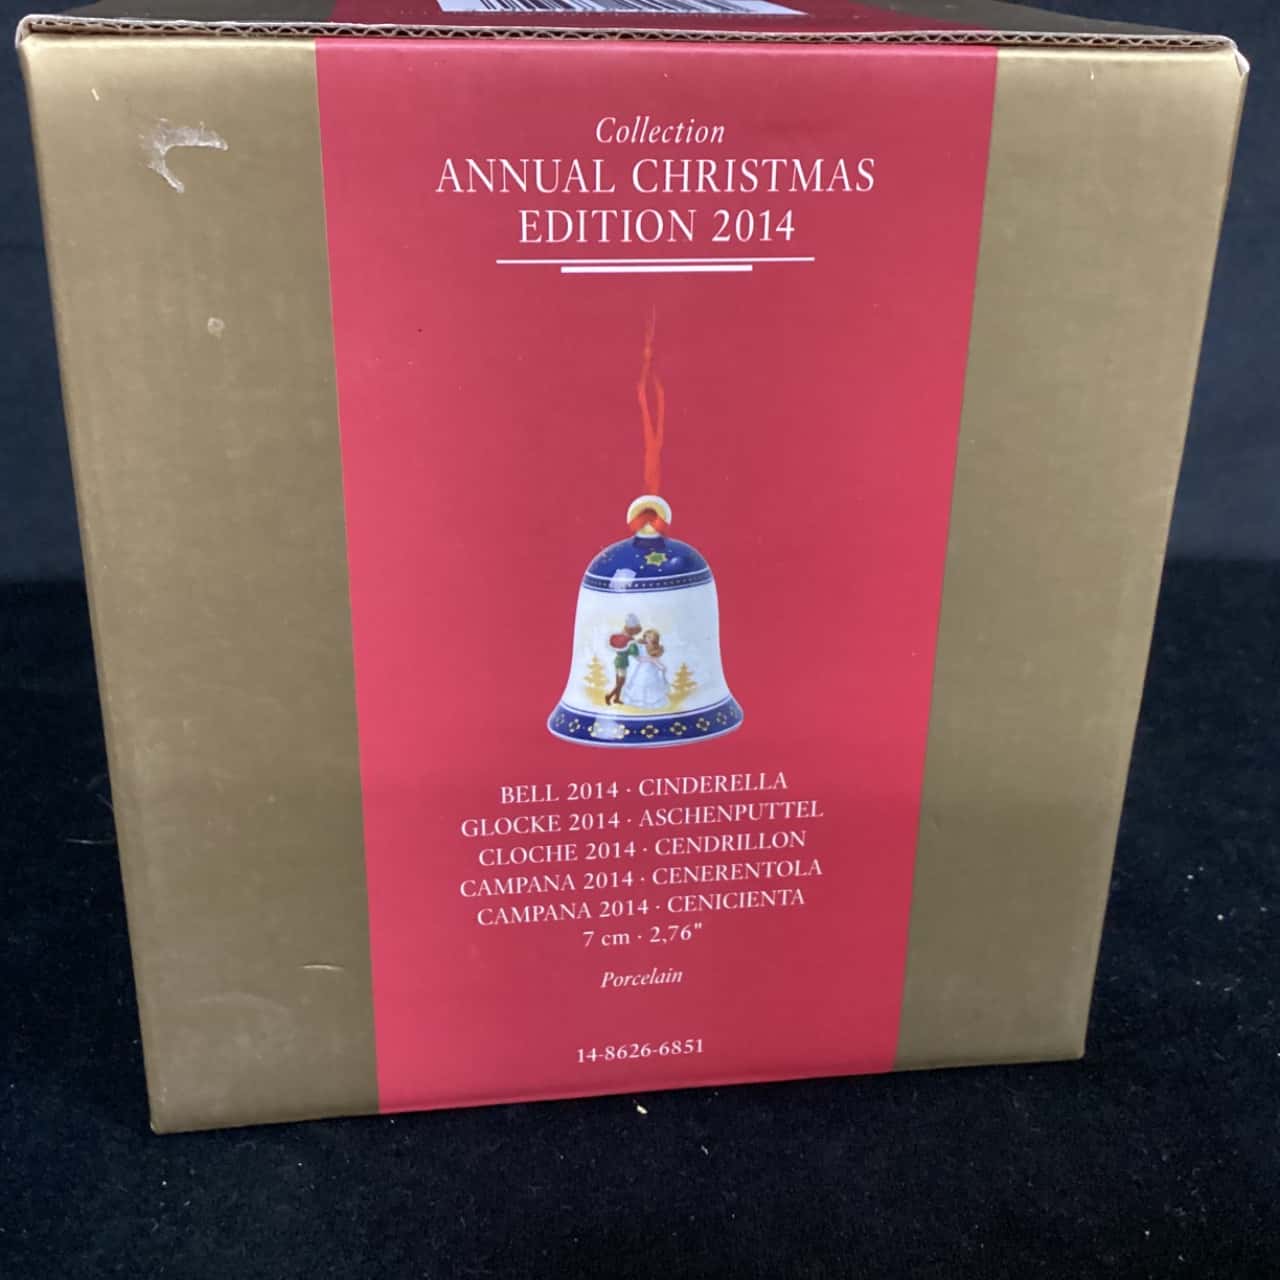 Collection
ANNUAL CHRISTMAS
EDITION 2014
BELL 2014 · CINDERELLA
GLOCKE 2014 · ASCHENPUTTEL
CLOCHE 2014 · CENDRILLON
CAMPANA 2014 · CENERENTOLA
CAMPANA 2014 · CENICIENTA
7 cm · 2,76"
Porcelain
14-8626-6851